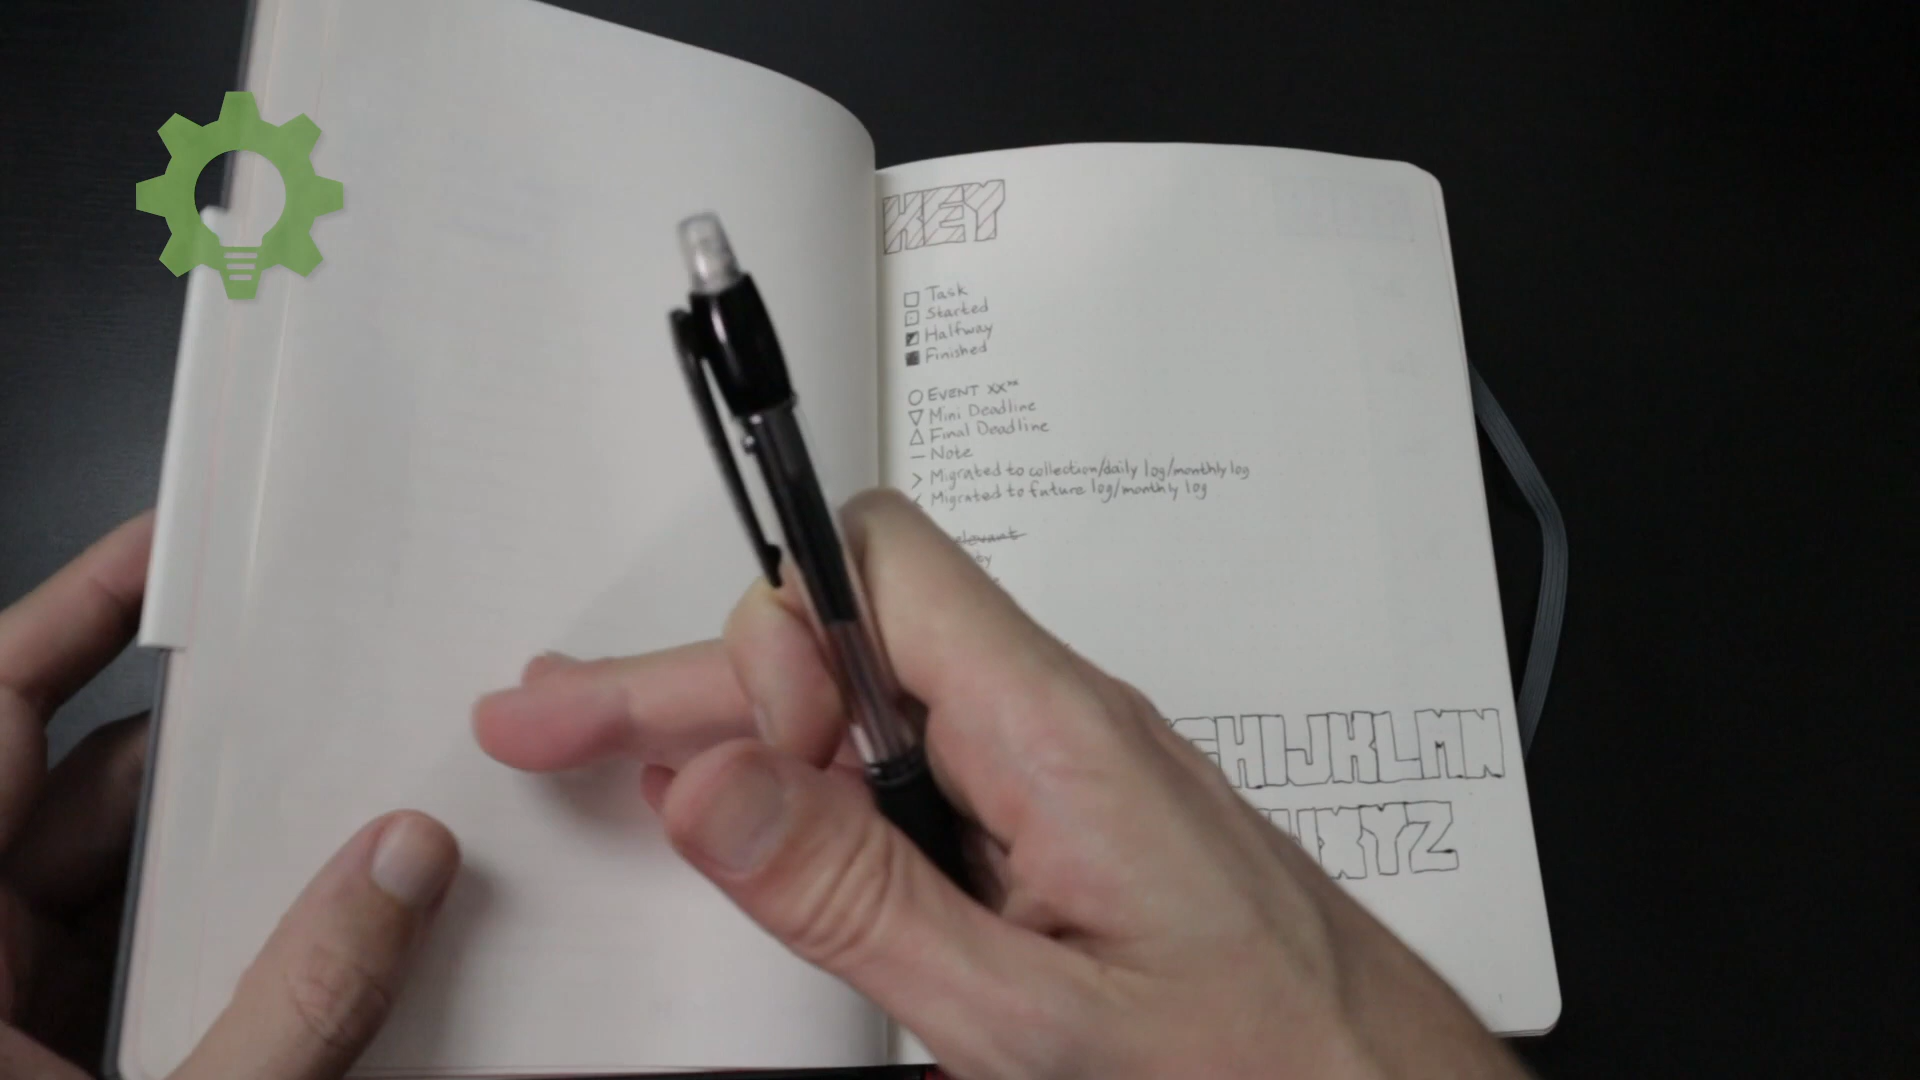 KEY
Task
Started
Halfway
Finished
EVENT XX
Mini Deadline
Final Deadline
— Note
> Migrated to collection/daily log/monthly log
Migrated to future log/monthly log
HIJKLMN
XYZ